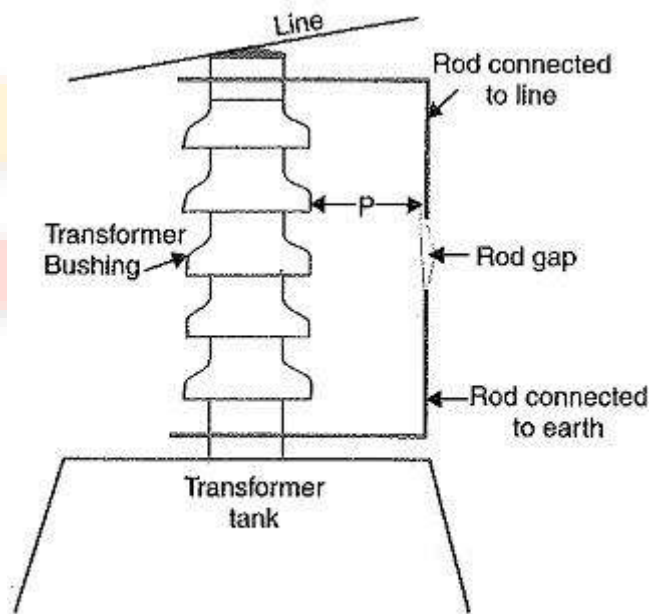 Line
Rod connected
to line
P
Transformer
Bushing
Rod gap
Rod connected
to earth
Transformer
tank